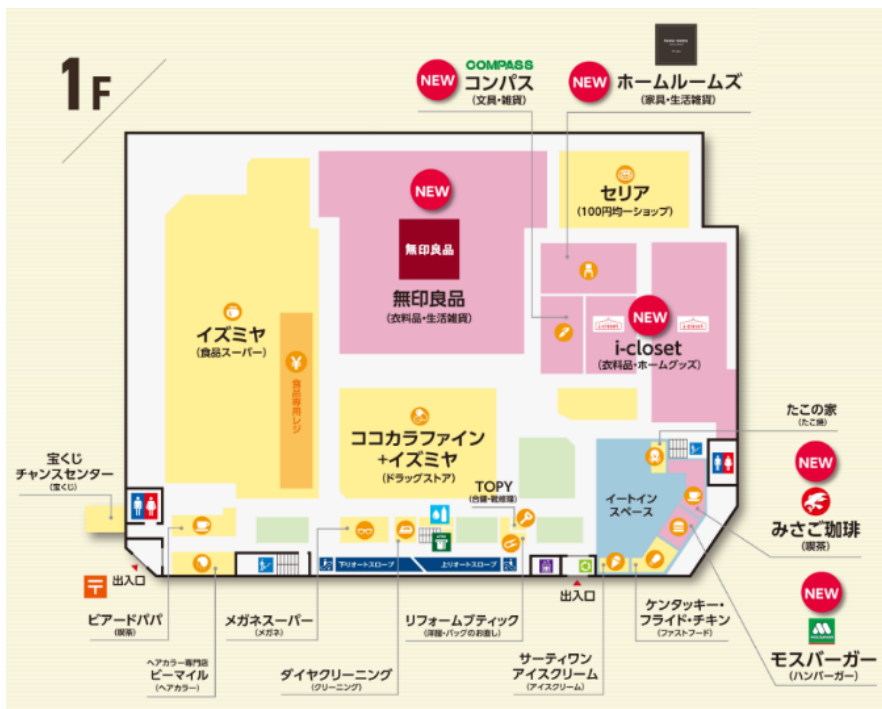 1F
COMPASS
NEW
コンパス
(文具・雑貨)
NEW
ホームルームズ
(家具・生活雑貨)
NEW
無印良品
無印良品
(衣料品・生活雑貨)
セリア
(100円均一ショップ)
イズミヤ
(食品スーパー)
¥
食品専用レジ
NEW
i-closet
i-closet
i-closet
(衣料品・ホームグッズ)
ココカラファイン
+イズミヤ
(ドラッグストア)
TOPY
(合鍵・靴修理)
イートイン
スペース
たこの家
(たこ焼)
NEW
みさご珈琲
(喫茶)
宝くじ
チャンスセンター
(宝くじ)
下りオートスロープ
上りオートスロープ
出入口
出入口
ビアードパパ
(喫茶)
メガネスーパー
(メガネ)
リフォームブティック
(洋服・バッグのお直し)
ケンタッキー・
フライド・チキン
(ファストフード)
NEW
モスバーガー
(ハンバーガー)
ヘアカラー専門店
ビーマイル
(ヘアカラー)
ダイヤクリーニング
(クリーニング)
サーティワン
アイスクリーム
(アイスクリーム)